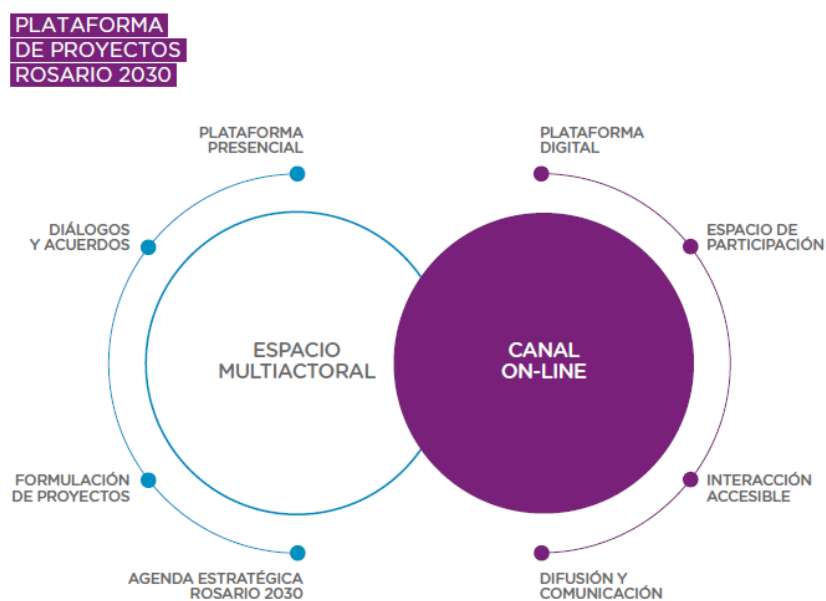 PLATAFORMA
DE PROYECTOS
ROSARIO 2030
PLATAFORMA
PRESENCIAL
DIÁLOGOS
Y ACUERDOS
ESPACIO
MULTIACTORAL
FORMULACIÓN
DE PROYECTOS
AGENDA ESTRATÉGICA
ROSARIO 2030
PLATAFORMA
DIGITAL
ESPACIO DE
PARTICIPACIÓN
CANAL
ON-LINE
INTERACCIÓN
ACCESIBLE
DIFUSIÓN Y
COMUNICACIÓN